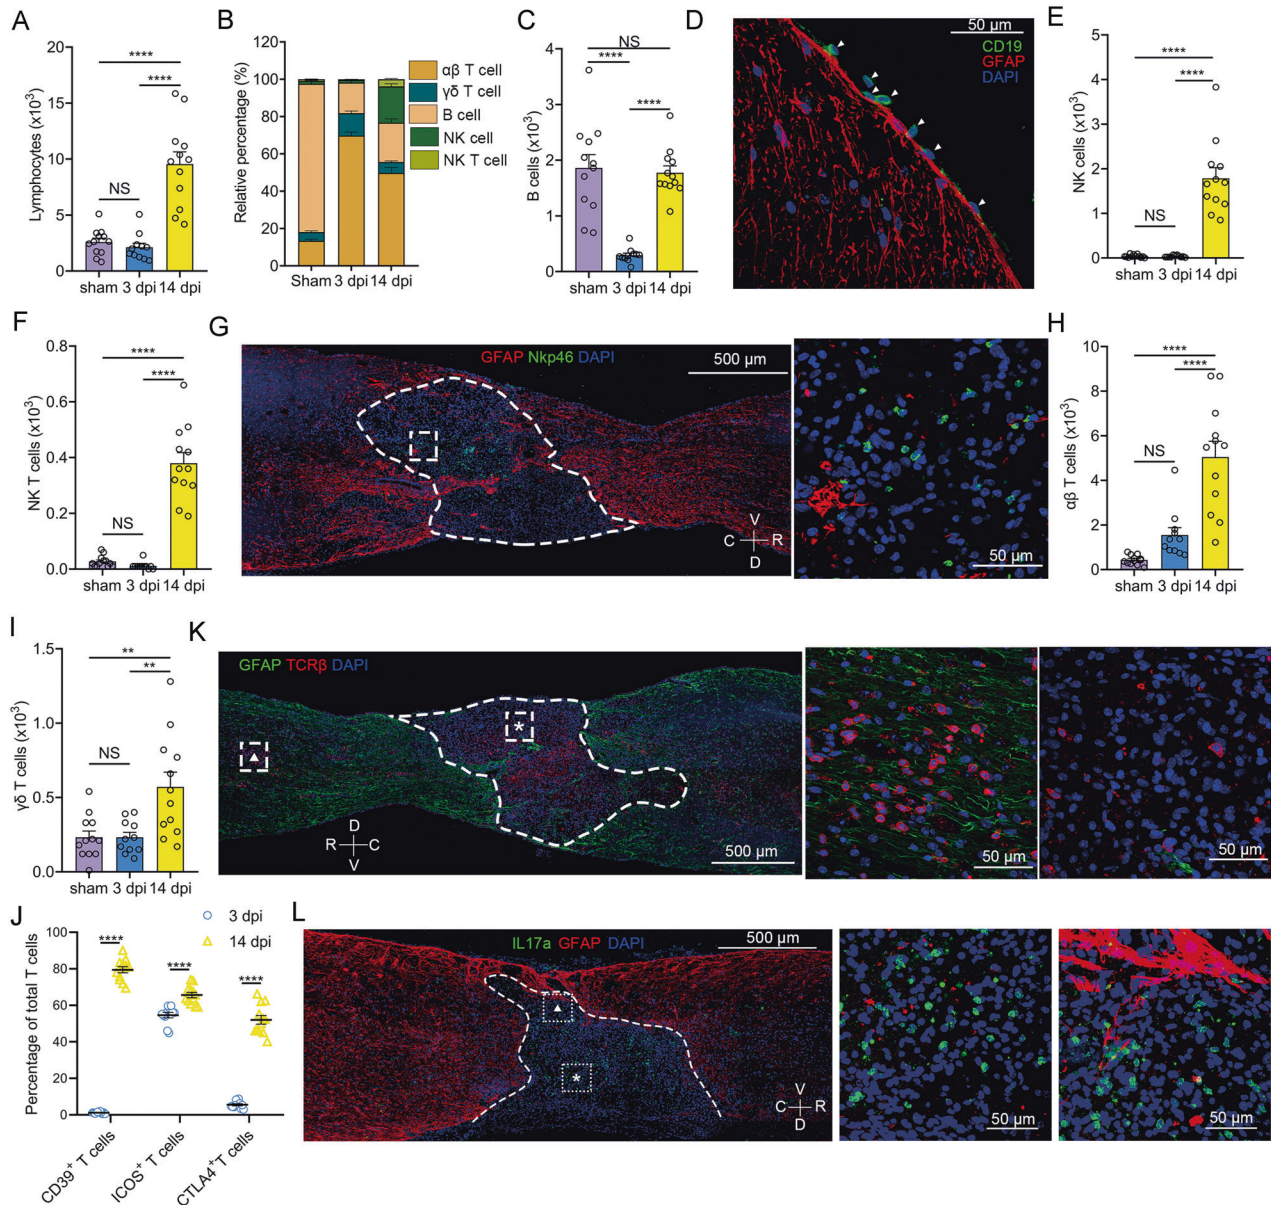 A
Lymphocytes (x10³)
20
15
10
5
0
****
****
NS
sham 3 dpi 14 dpi
B
Relative percentage (%)
120
100
80
60
40
20
0
Sham 3 dpi 14 dpi
αβ T cell
γδ T cell
B cell
NK cell
NK T cell
C
B cells (x10³)
4
2
0
NS
****
****
sham 3 dpi 14 dpi
D
50 µm
CD19
GFAP
DAPI
E
NK cells (x10³)
5
4
3
2
1
0
****
****
NS
sham 3 dpi 14 dpi
F
NK T cells (x10³)
0.8
0.6
0.4
0.2
0.0
****
****
NS
sham 3 dpi 14 dpi
G
GFAP Nkp46 DAPI
500 µm
V
C R
D
50 µm
H
αβ T cells (x10³)
10
8
6
4
2
0
****
****
NS
sham 3 dpi 14 dpi
I
γδ T cells (x10³)
1.5
1.0
0.5
0.0
**
**
NS
sham 3 dpi 14 dpi
K
GFAP TCRβ DAPI
*
D
R C
V
500 µm
50 µm
50 µm
J
3 dpi
14 dpi
Percentage of total T cells
100
80
60
40
20
0
****
****
****
CD39⁺ T cells
ICOS⁺ T cells
CTLA4⁺T cells
L
IL17a GFAP DAPI
500 µm
*
V
C R
D
50 µm
50 µm